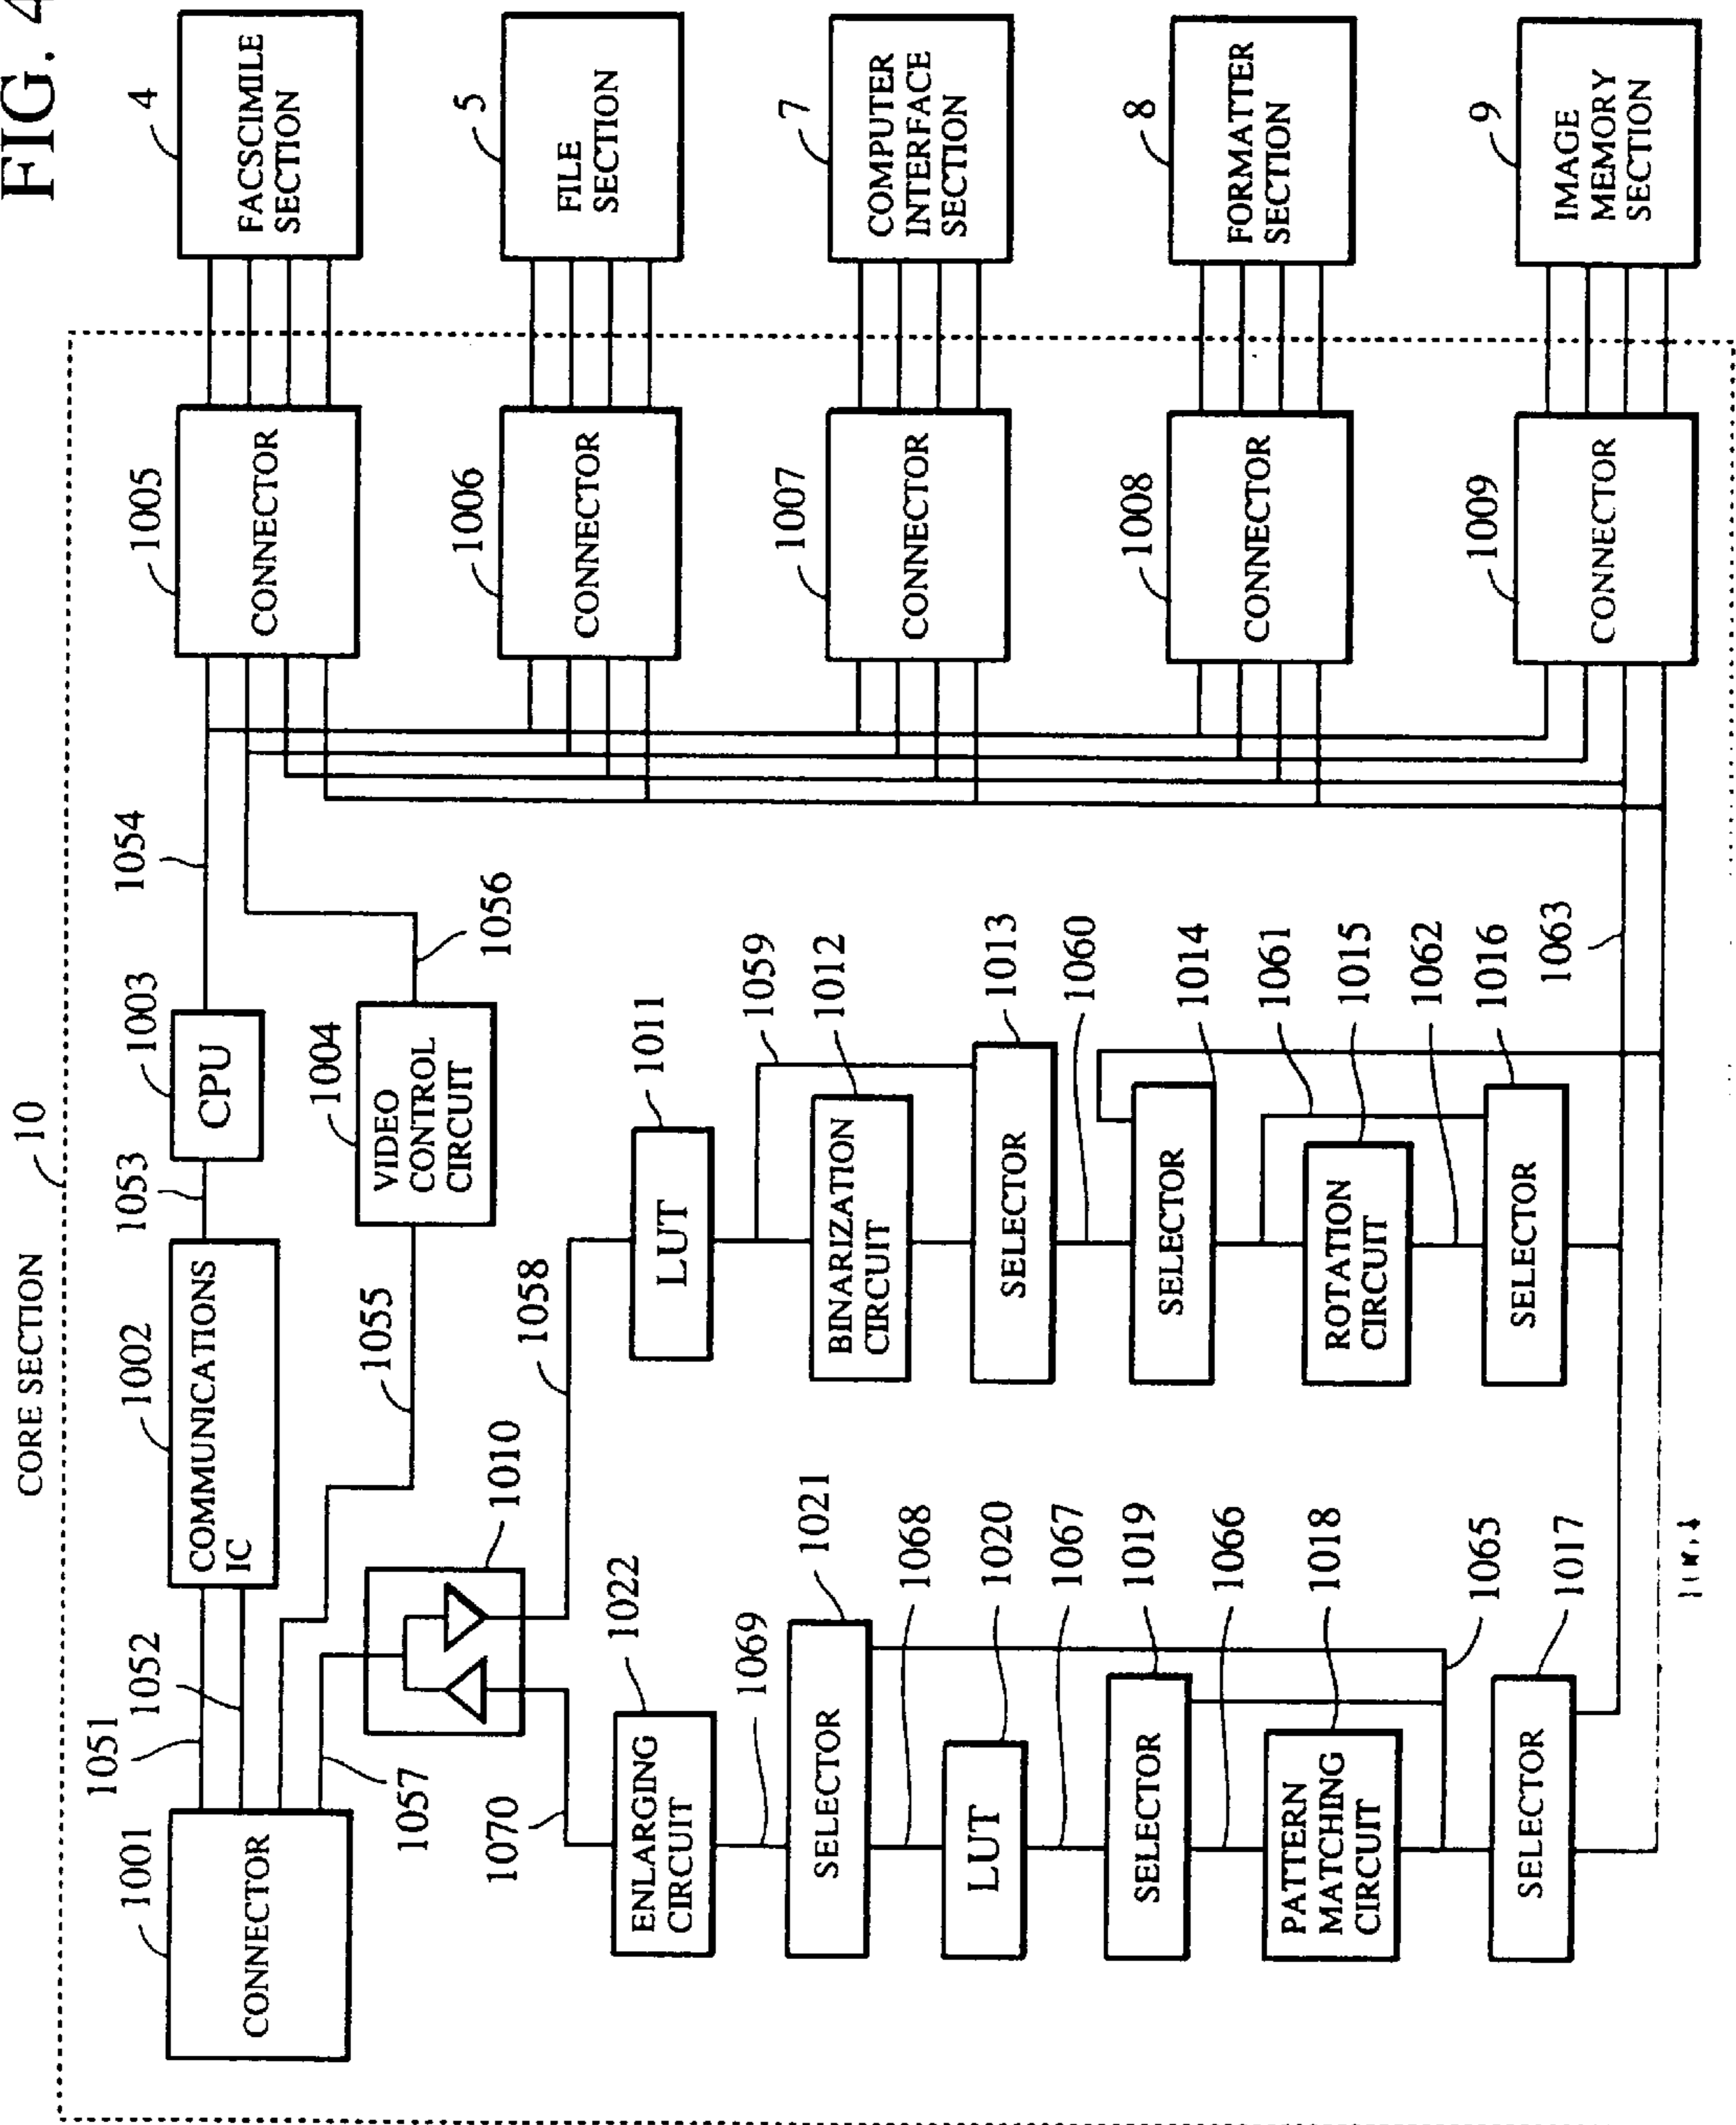 FIG. 4
CORE SECTION 10
1001
CONNECTOR
1051
1052
1002
COMMUNICATIONS
IC
1053
1003
CPU
1054
1005
CONNECTOR
4
FACSCIMILE
SECTION
1057
1055
1004
VIDEO
CONTROL
CIRCUIT
1056
1006
CONNECTOR
5
FILE
SECTION
1010
1058
1070
1022
ENLARGING
CIRCUIT
1011
LUT
1069
1021
SELECTOR
1059
1012
BINARIZATION
CIRCUIT
1007
CONNECTOR
7
COMPUTER
INTERFACE
SECTION
1068
1020
LUT
1013
SELECTOR
1067
1060
1019
SELECTOR
1014
SELECTOR
1008
CONNECTOR
8
FORMATTER
SECTION
1066
1061
1018
PATTERN
MATCHING
CIRCUIT
1015
ROTATION
CIRCUIT
1065
1062
1017
SELECTOR
1016
SELECTOR
1063
1009
CONNECTOR
9
IMAGE
MEMORY
SECTION